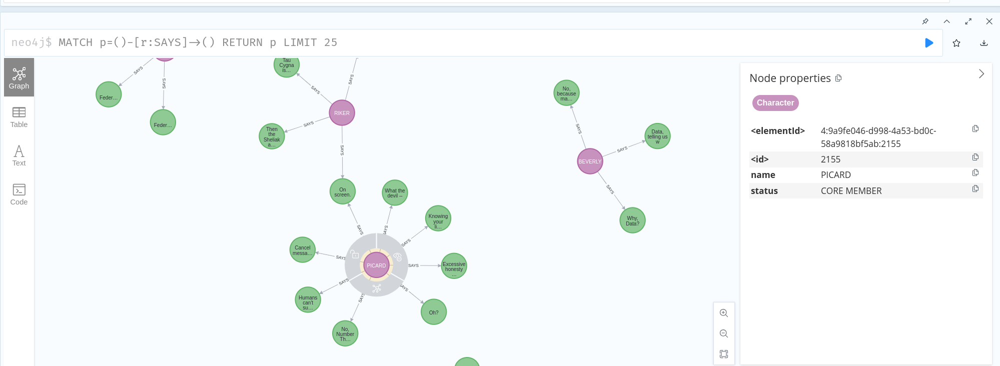 neo4j$ MATCH p=()-[r:SAYS]→() RETURN p LIMIT 25
Graph
Table
Text
Code
SAYS
SAYS
Feder…
Feder…
Tau
Cygna
is…
SAYS
SAYS
RIKER
SAYS
Then
the
Sheliak
a…
SAYS
On
screen.
What the
devil --
Knowing
your
li…
SAYS
SAYS
SAYS
Cancel
messa…
SAYS
PICARD
SAYS
Excessive
honesty
…
SAYS
SAYS
SAYS
Humans
can't
su…
Oh?
No,
Number
Th…
No,
because
ma…
SAYS
Data,
telling us
w
SAYS
BEVERLY
SAYS
Why,
Data?
Node properties
Character
<elementId> 4:9a9fe046-d998-4a53-bd0c-
58a9818bf5ab:2155
<id> 2155
name PICARD
status CORE MEMBER